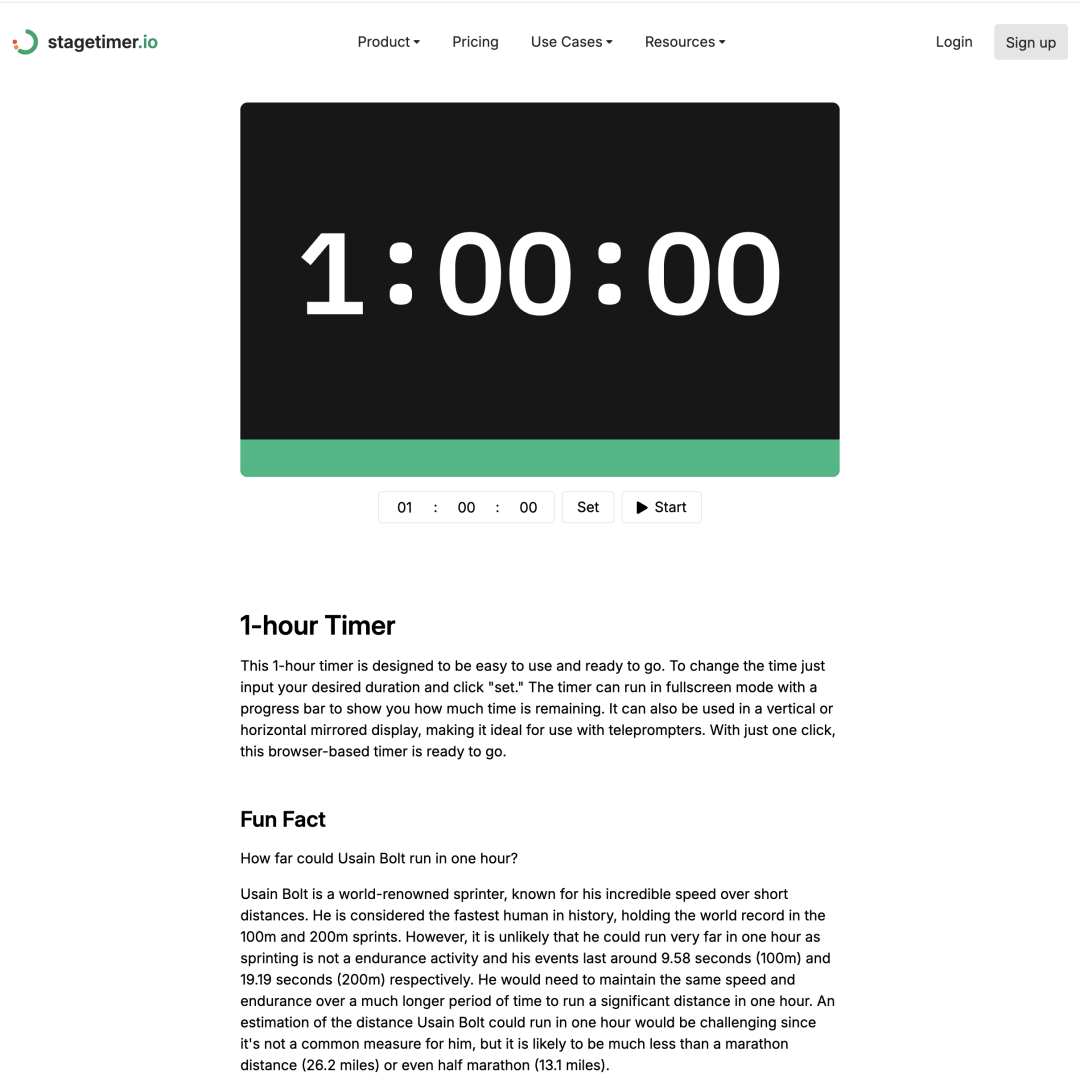 stagetimer.io
Product
Pricing
Use Cases
Resources
Login
Sign up
1:00:00
01 : 00 : 00
Set
Start
1-hour Timer
This 1-hour timer is designed to be easy to use and ready to go. To change the time just
input your desired duration and click "set." The timer can run in fullscreen mode with a
progress bar to show you how much time is remaining. It can also be used in a vertical or
horizontal mirrored display, making it ideal for use with teleprompters. With just one click,
this browser-based timer is ready to go.
Fun Fact
How far could Usain Bolt run in one hour?
Usain Bolt is a world-renowned sprinter, known for his incredible speed over short
distances. He is considered the fastest human in history, holding the world record in the
100m and 200m sprints. However, it is unlikely that he could run very far in one hour as
sprinting is not a endurance activity and his events last around 9.58 seconds (100m) and
19.19 seconds (200m) respectively. He would need to maintain the same speed and
endurance over a much longer period of time to run a significant distance in one hour. An
estimation of the distance Usain Bolt could run in one hour would be challenging since
it's not a common measure for him, but it is likely to be much less than a marathon
distance (26.2 miles) or even half marathon (13.1 miles).